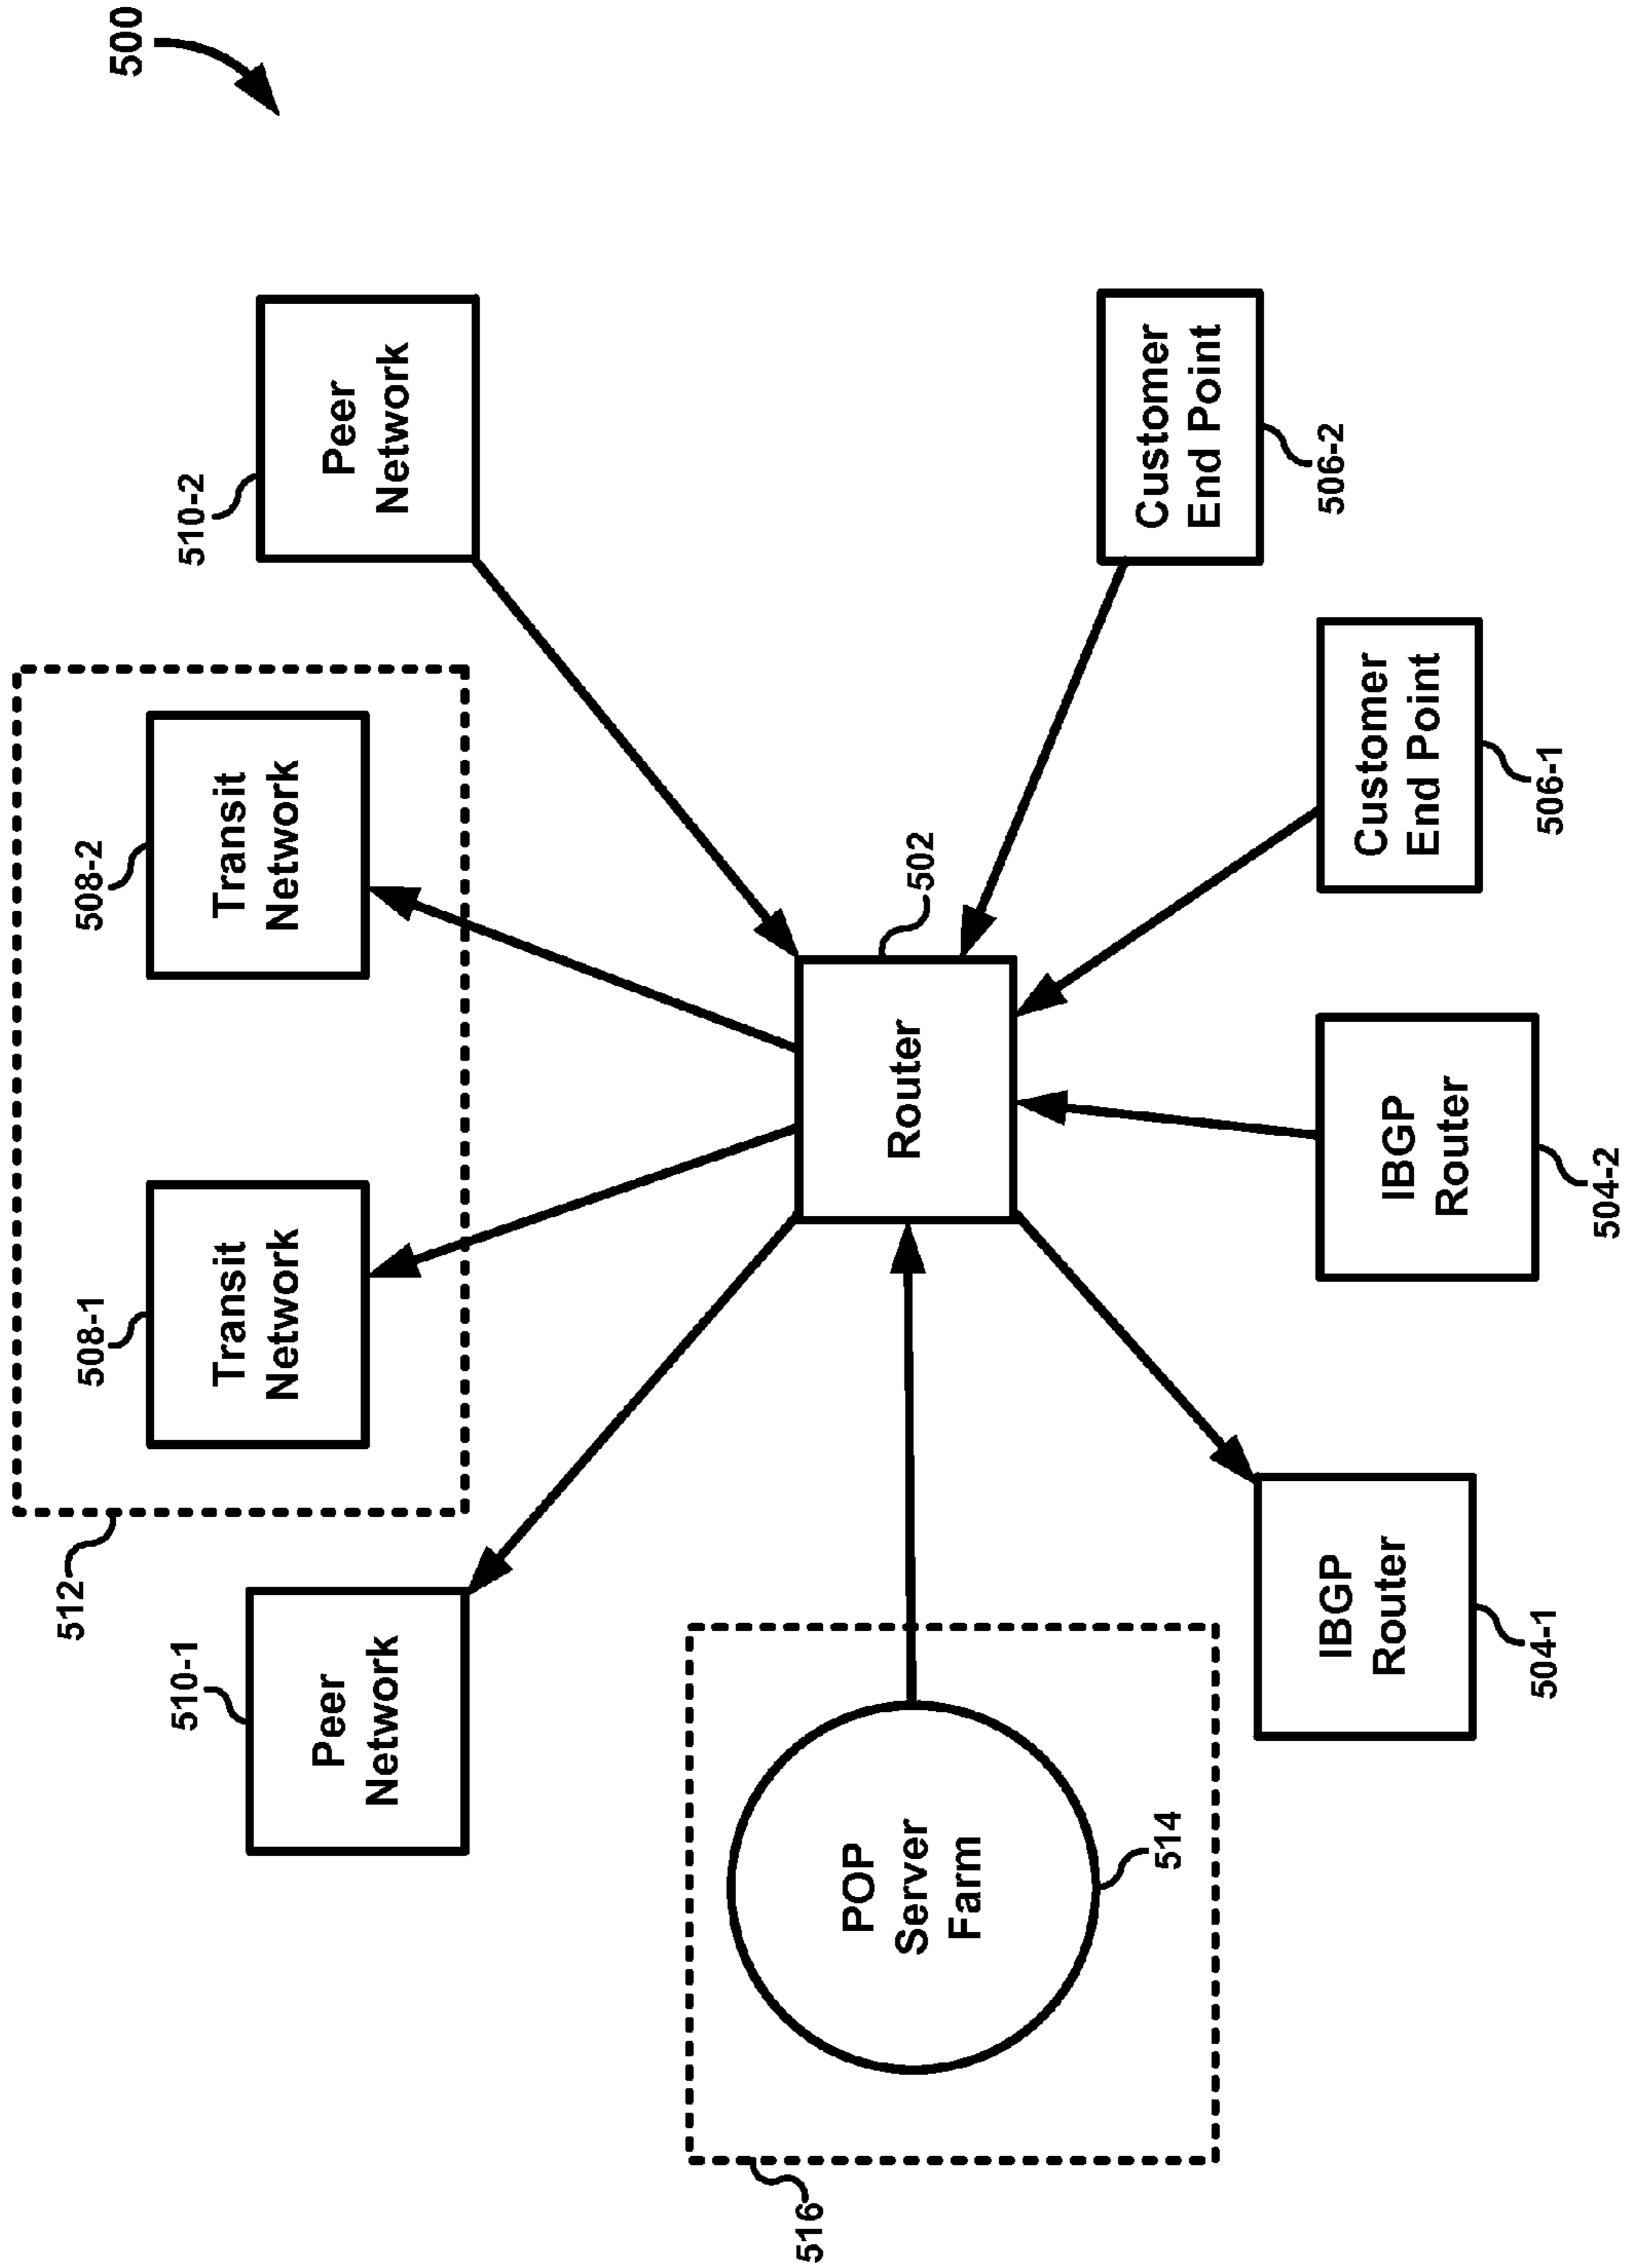 500
512
508-1
Transit
Network
508-2
Transit
Network
510-1
Peer
Network
510-2
Peer
Network
516
POP
Server
Farm
514
Router
502
IBGP
Router
504-1
IBGP
Router
504-2
Customer
End Point
506-1
Customer
End Point
506-2